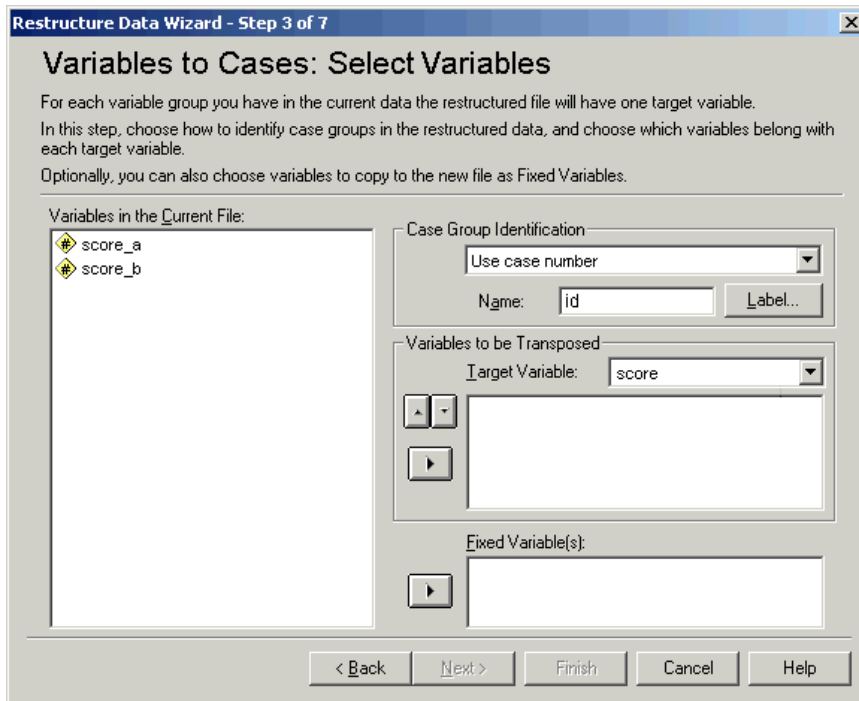 Restructure Data Wizard - Step 3 of 7
Variables to Cases: Select Variables
For each variable group you have in the current data the restructured file will have one target variable.
In this step, choose how to identify case groups in the restructured data, and choose which variables belong with
each target variable.
Optionally, you can also choose variables to copy to the new file as Fixed Variables.
Variables in the Current File:
score_a
score_b
Case Group Identification
Use case number
Name: id Label...
Variables to be Transposed
Target Variable: score
Fixed Variable(s):
< Back Next > Finish Cancel Help